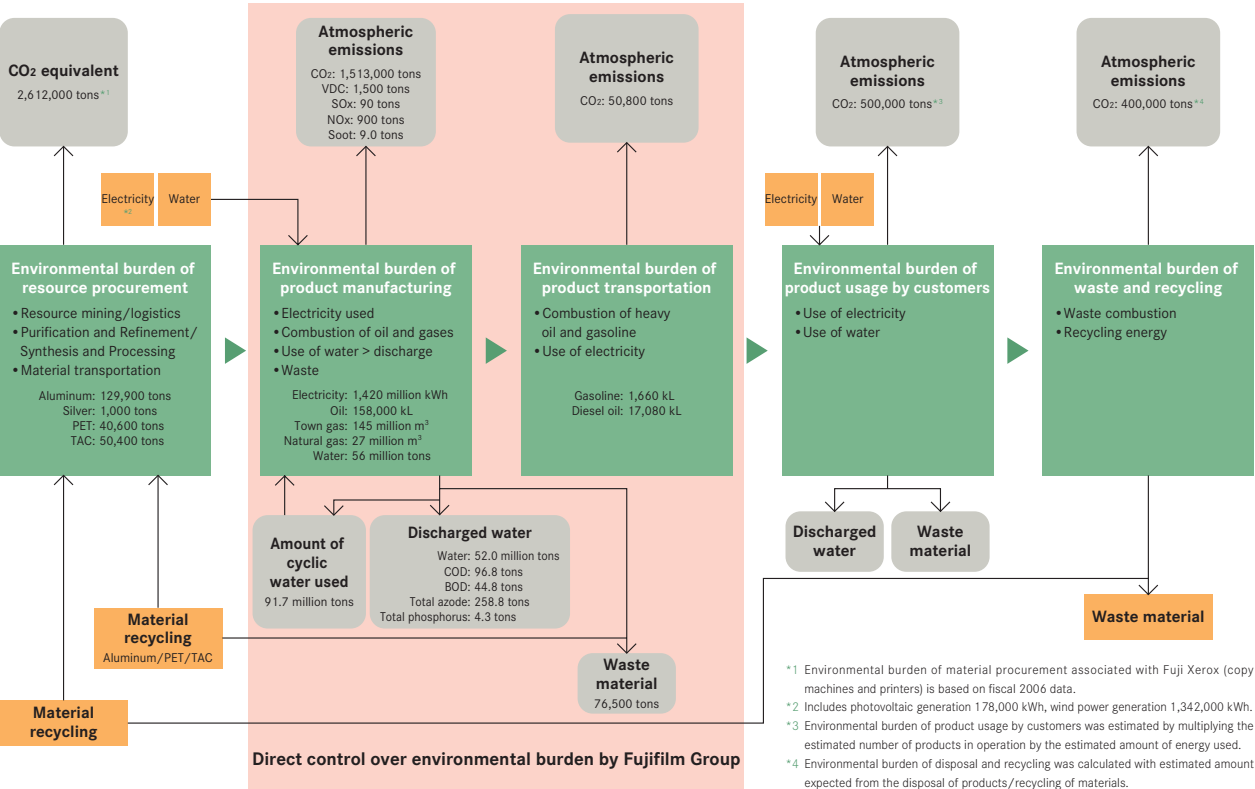 CO2 equivalent
2,612,000 tons*1
Atmospheric
emissions
CO2: 1,513,000 tons
VDC: 1,500 tons
SOx: 90 tons
NOx: 900 tons
Soot: 9.0 tons
Atmospheric
emissions
CO2: 50,800 tons
Atmospheric
emissions
CO2: 500,000 tons*3
Atmospheric
emissions
CO2: 400,000 tons*4
Electricity
*2
Water
Electricity
Water
Environmental burden of
resource procurement
• Resource mining/logistics
• Purification and Refinement/
Synthesis and Processing
• Material transportation
Aluminum: 129,900 tons
Silver: 1,000 tons
PET: 40,600 tons
TAC: 50,400 tons
Environmental burden of
product manufacturing
• Electricity used
• Combustion of oil and gases
• Use of water > discharge
• Waste
Electricity: 1,420 million kWh
Oil: 158,000 kL
Town gas: 145 million m³
Natural gas: 27 million m³
Water: 56 million tons
Environmental burden of
product transportation
• Combustion of heavy
oil and gasoline
• Use of electricity
Gasoline: 1,660 kL
Diesel oil: 17,080 kL
Environmental burden of
product usage by customers
• Use of electricity
• Use of water
Environmental burden of
waste and recycling
• Waste combustion
• Recycling energy
Amount of
cyclic
water used
91.7 million tons
Discharged water
Water: 52.0 million tons
COD: 96.8 tons
BOD: 44.8 tons
Total azode: 258.8 tons
Total phosphorus: 4.3 tons
Discharged
water
Waste
material
Material
recycling
Aluminum/PET/TAC
Waste
material
76,500 tons
Waste material
Material
recycling
Direct control over environmental burden by Fujifilm Group
*1 Environmental burden of material procurement associated with Fuji Xerox (copy
machines and printers) is based on fiscal 2006 data.
*2 Includes photovoltaic generation 178,000 kWh, wind power generation 1,342,000 kWh.
*3 Environmental burden of product usage by customers was estimated by multiplying the
estimated number of products in operation by the estimated amount of energy used.
*4 Environmental burden of disposal and recycling was calculated with estimated amount
expected from the disposal of products/recycling of materials.